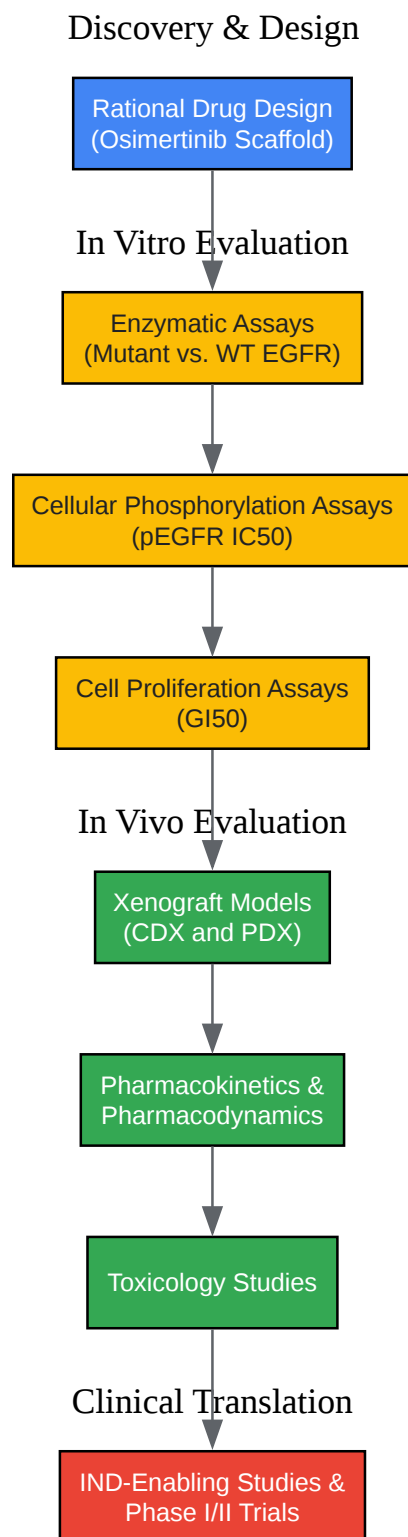 Discovery & Design
Rational Drug Design
(Osimertinib Scaffold)
In Vitro Evaluation
Enzymatic Assays
(Mutant vs. WT EGFR)
Cellular Phosphorylation Assays
(pEGFR IC50)
Cell Proliferation Assays
(GI50)
In Vivo Evaluation
Xenograft Models
(CDX and PDX)
Pharmacokinetics &
Pharmacodynamics
Toxicology Studies
Clinical Translation
IND-Enabling Studies &
Phase I/II Trials